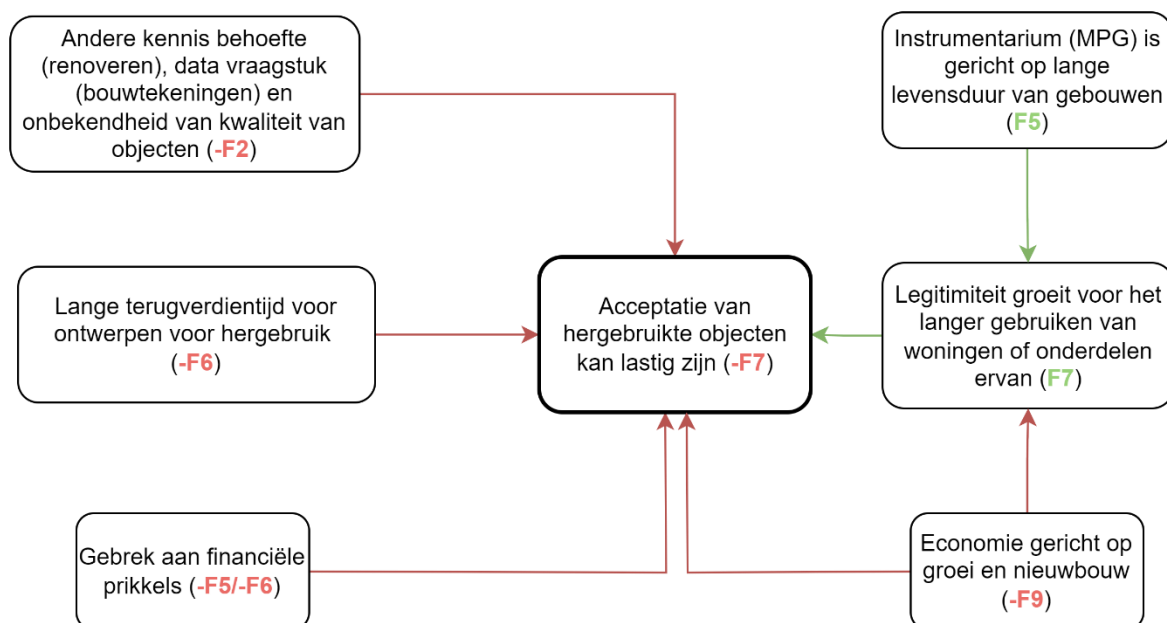 Andere kennis behoefte
(renoveren), data vraagstuk
(bouwtekeningen) en
onbekendheid van kwaliteit van
objecten (-F2)
Instrumentarium (MPG) is
gericht op lange
levensduur van gebouwen
(F5)
Lange terugverdientijd voor
ontwerpen voor hergebruik
(-F6)
Acceptatie van
hergebruikte objecten
kan lastig zijn (-F7)
Legitimiteit groeit voor het
langer gebruiken van
woningen of onderdelen
ervan (F7)
Gebrek aan financiële
prikkels (-F5/-F6)
Economie gericht op
groei en nieuwbouw
(-F9)